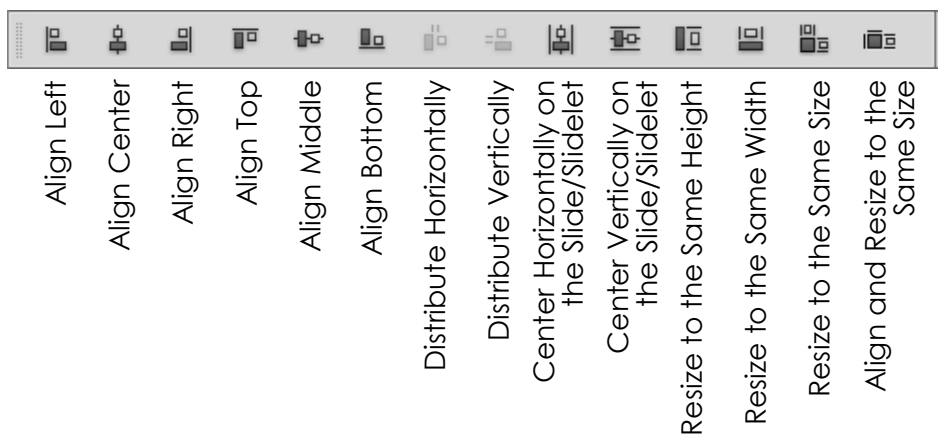 Align Left
Align Center
Align Right
Align Top
Align Middle
Align Bottom
Distribute Horizontally
Distribute Vertically
Center Horizontally on
the Slide/Slidelet
Center Vertically on
the Slide/Slidelet
Resize to the Same Height
Resize to the Same Width
Resize to the Same Size
Align and Resize to the
Same Size